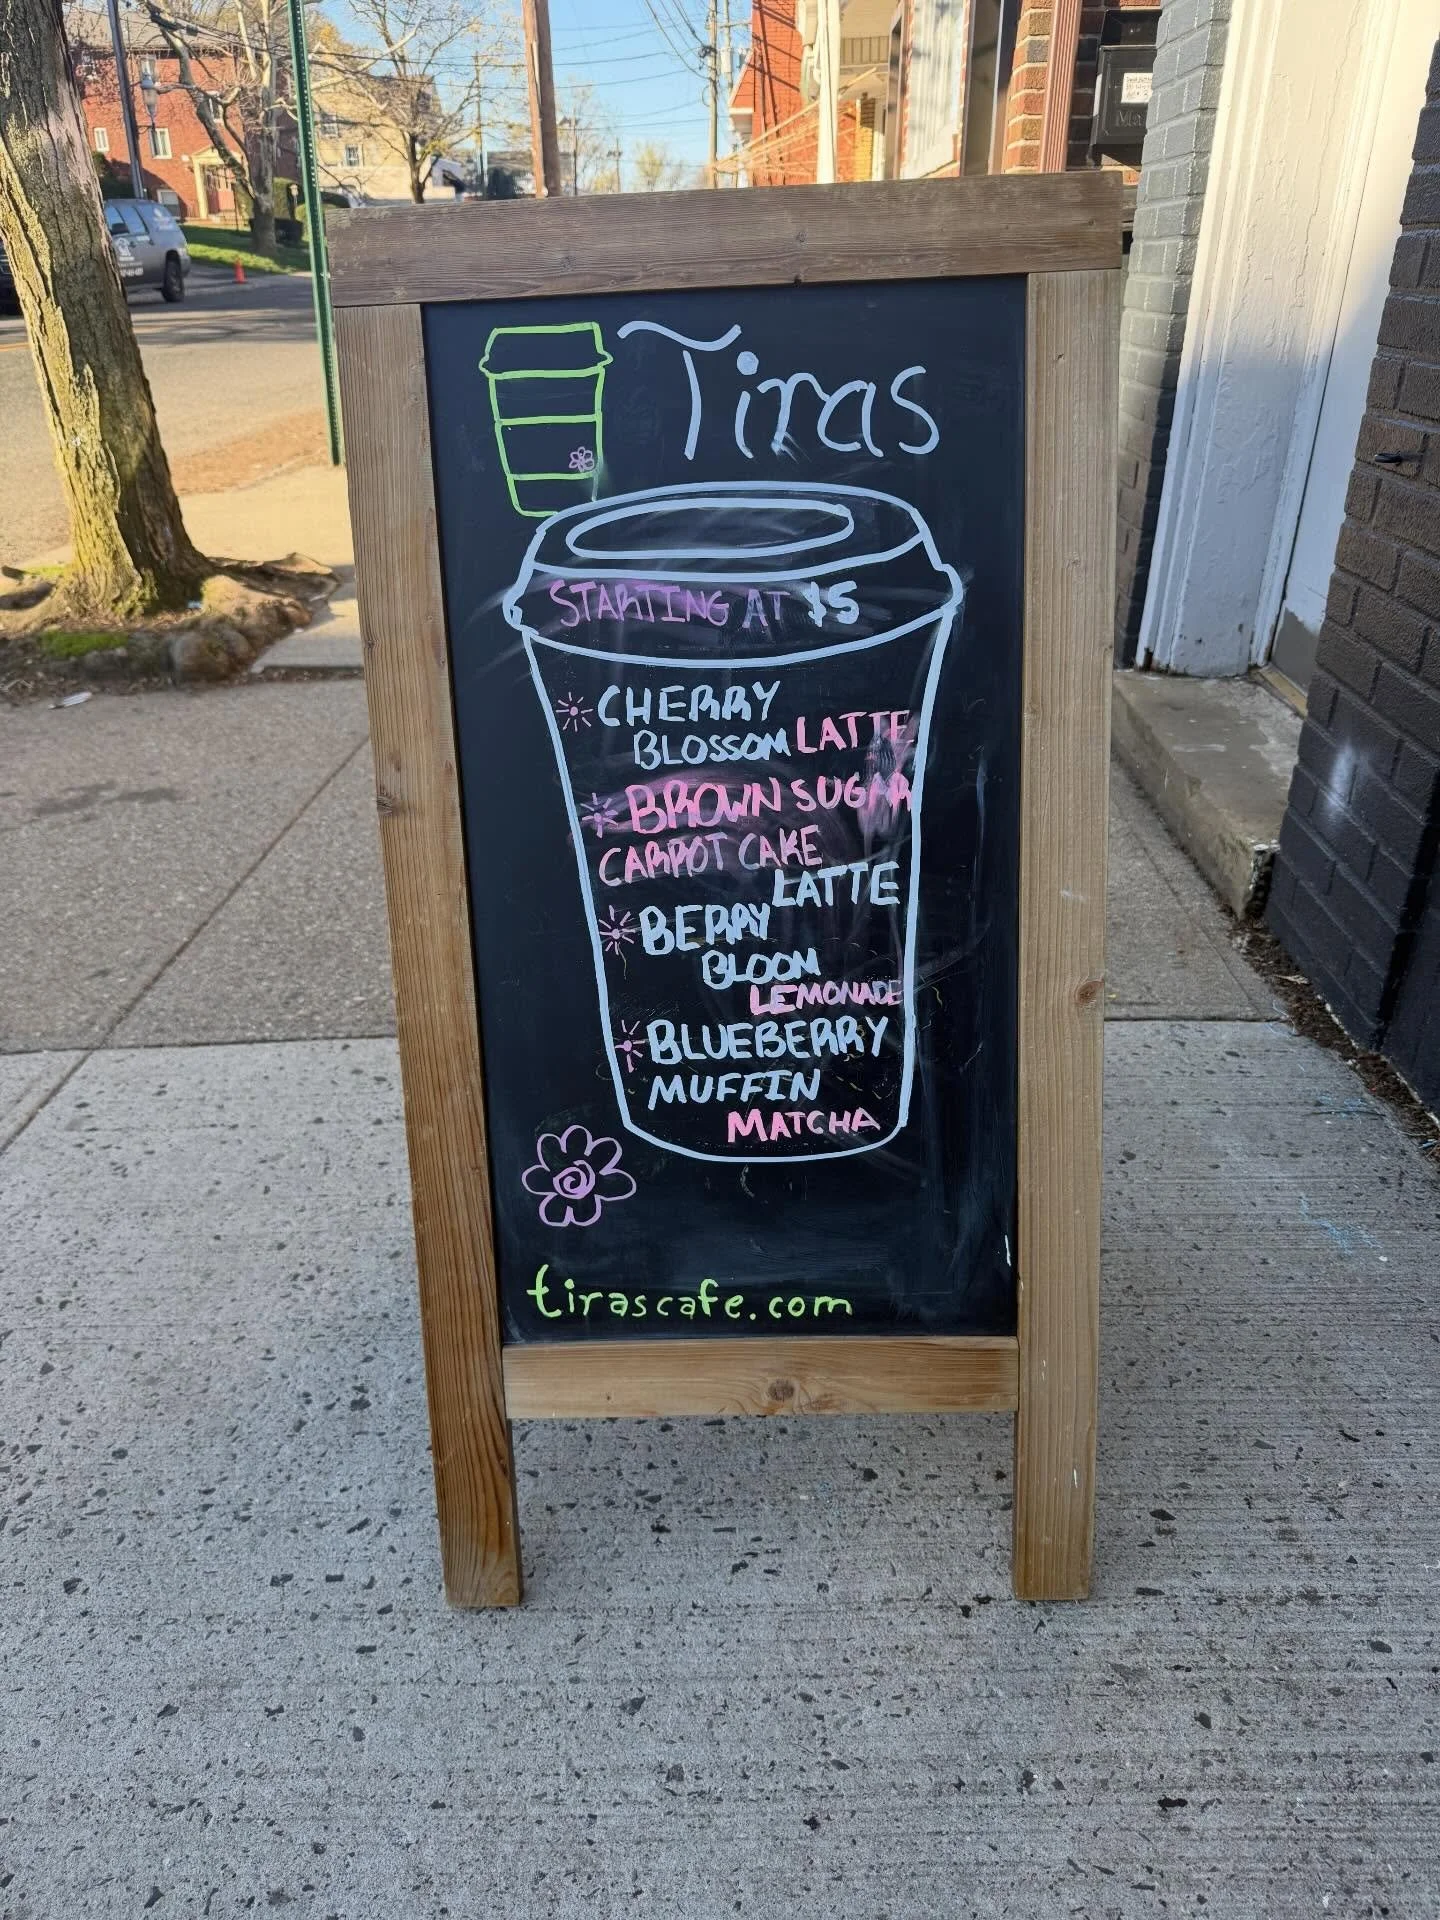 Tiras
STARTING AT $5
CHERRY
BLOSSOM LATTE
BROWN SUGAR
CARROT CAKE
LATTE
BERRY
BLOOM
LEMONADE
BLUEBERRY
MUFFIN
MATCHA
tirascafe.com